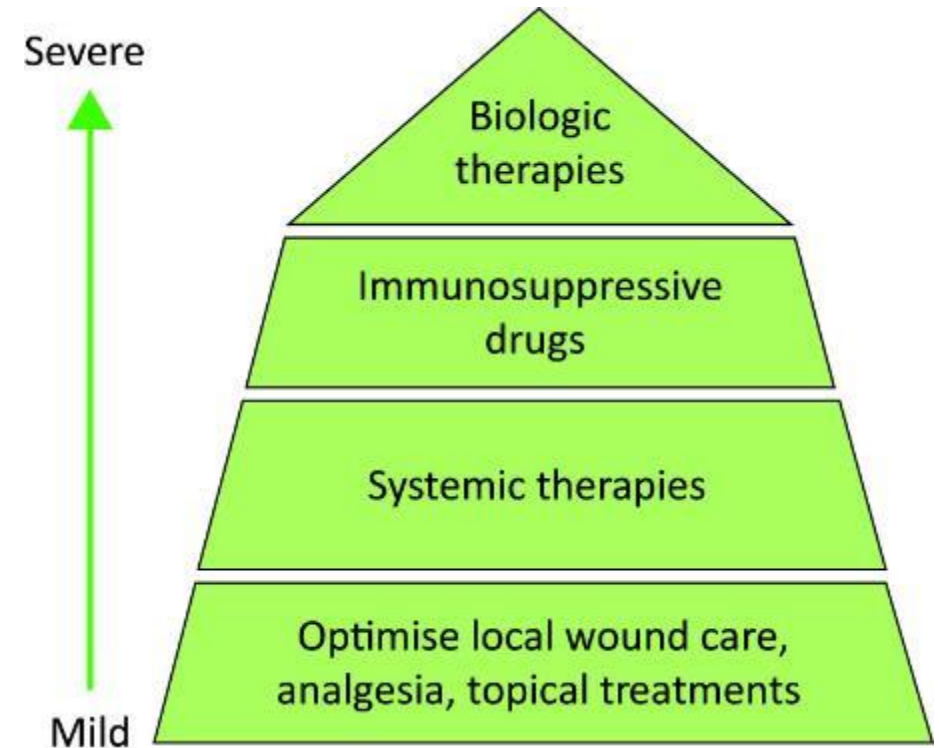 Severe
Biologic
therapies
Immunosuppressive
drugs
Systemic therapies
Optimise local wound care,
analgesia, topical treatments
Mild